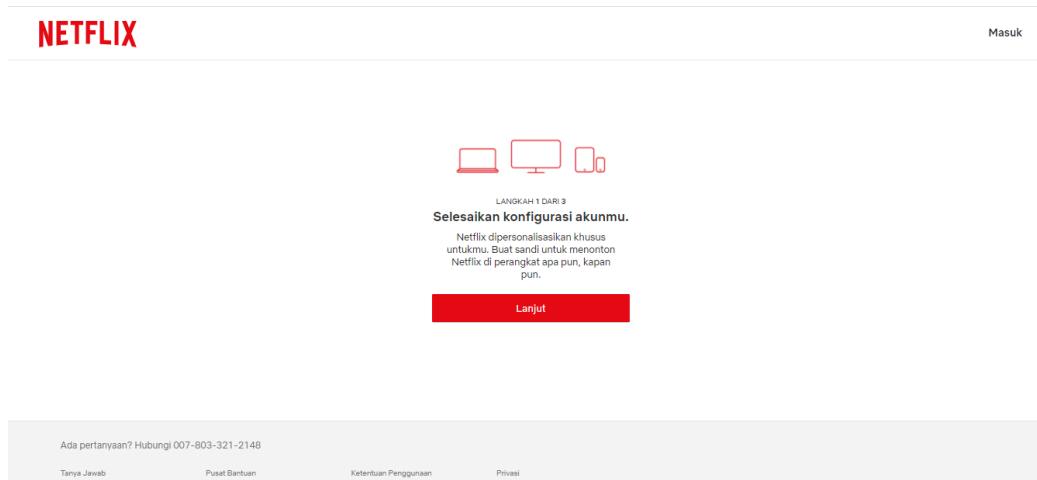 NETFLIX
Masuk
LANGKAH 1 DARI 3
Selesaikan konfigurasi akunmu.
Netflix dipersonalisasikan khusus
untukmu. Buat sandi untuk menonton
Netflix di perangkat apa pun, kapan
pun.
Lanjut
Ada pertanyaan? Hubungi 007-803-321-2148
Tanya Jawab
Pusat Bantuan
Ketentuan Penggunaan
Privasi